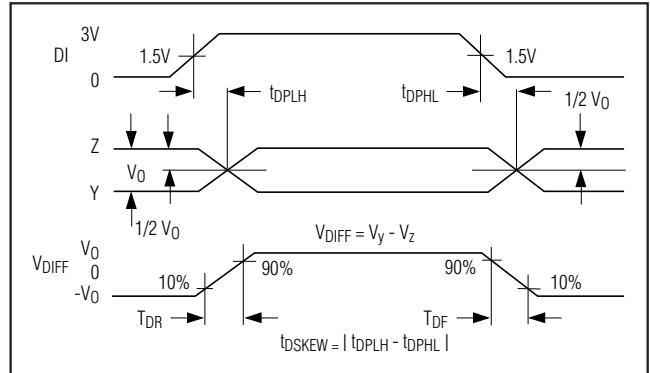 3V
DI
1.5V
1.5V
0
tDPLH
tDPHL
1/2 VO
Z
VO
Y
1/2 VO
VDIFF = Vy - Vz
VO
VDIFF
0
-VO
10%
90%
90%
10%
TDR
TDF
tDSKEW = | tDPLH - tDPHL |